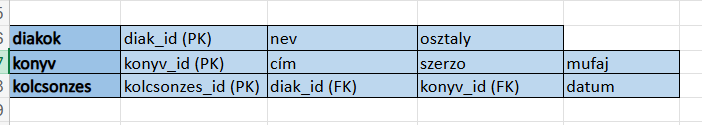 diakok diak_id (PK) nev osztaly
konyv konyv_id (PK) cím szerzo mufaj
kolcsonzes kolcsonzes_id (PK) diak_id (FK) konyv_id (FK) datum